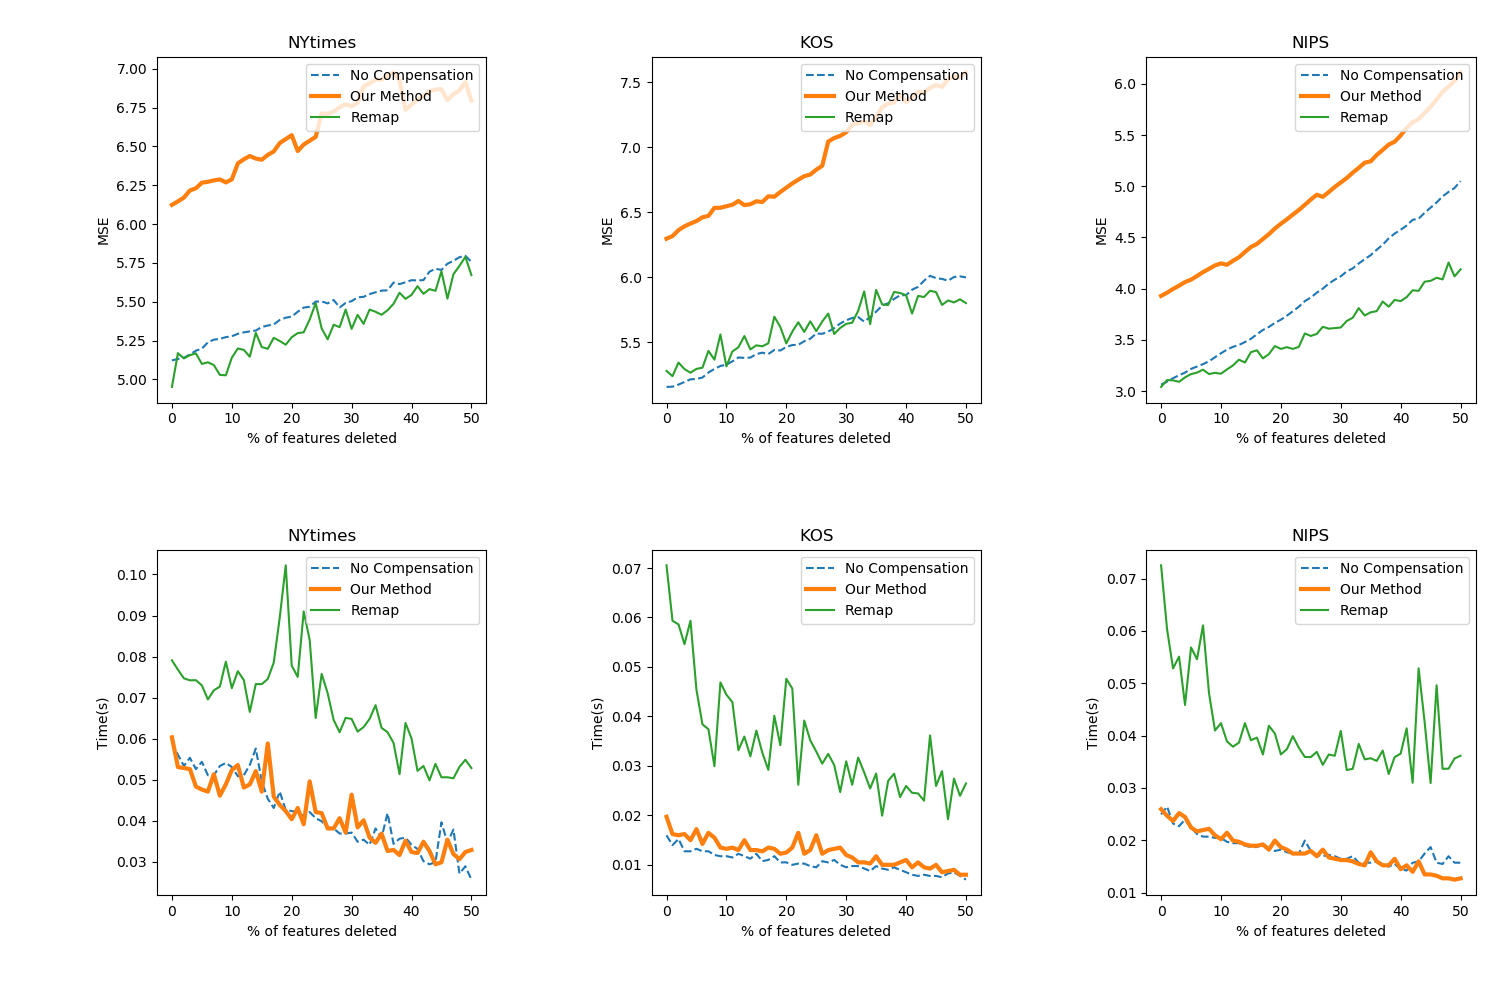 NYtimes
KOS
NIPS
No Compensation
Our Method
Remap
No Compensation
Our Method
Remap
No Compensation
Our Method
Remap
MSE
7.00
6.75
6.50
6.25
6.00
5.75
5.50
5.25
5.00
0 10 20 30 40 50
% of features deleted
MSE
7.5
7.0
6.5
6.0
5.5
0 10 20 30 40 50
% of features deleted
MSE
6.0
5.5
5.0
4.5
4.0
3.5
3.0
0 10 20 30 40 50
% of features deleted
NYtimes
KOS
NIPS
No Compensation
Our Method
Remap
No Compensation
Our Method
Remap
No Compensation
Our Method
Remap
Time(s)
0.10
0.09
0.08
0.07
0.06
0.05
0.04
0.03
0 10 20 30 40 50
% of features deleted
Time(s)
0.07
0.06
0.05
0.04
0.03
0.02
0.01
0 10 20 30 40 50
% of features deleted
Time(s)
0.07
0.06
0.05
0.04
0.03
0.02
0.01
0 10 20 30 40 50
% of features deleted